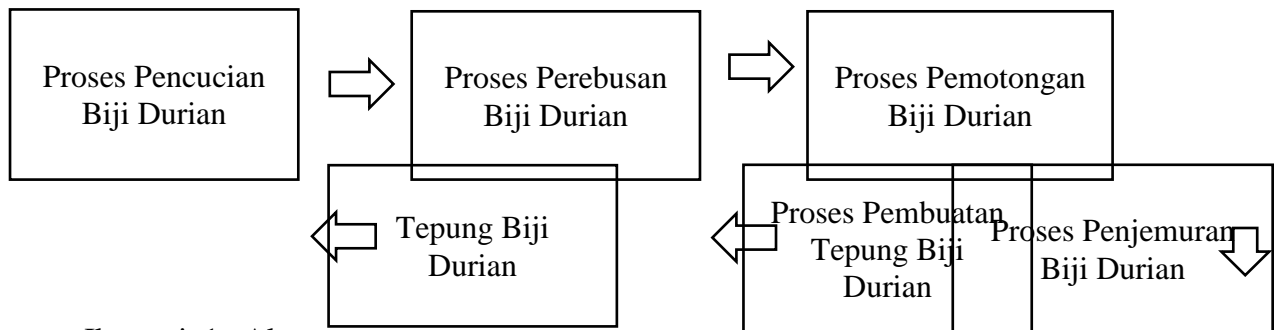 Proses Pencucian
Biji Durian
Proses Perebusan
Biji Durian
Proses Pemotongan
Biji Durian
Tepung Biji
Durian
Proses Pembuatan
Tepung Biji
Durian
Proses Penjemuran
Biji Durian